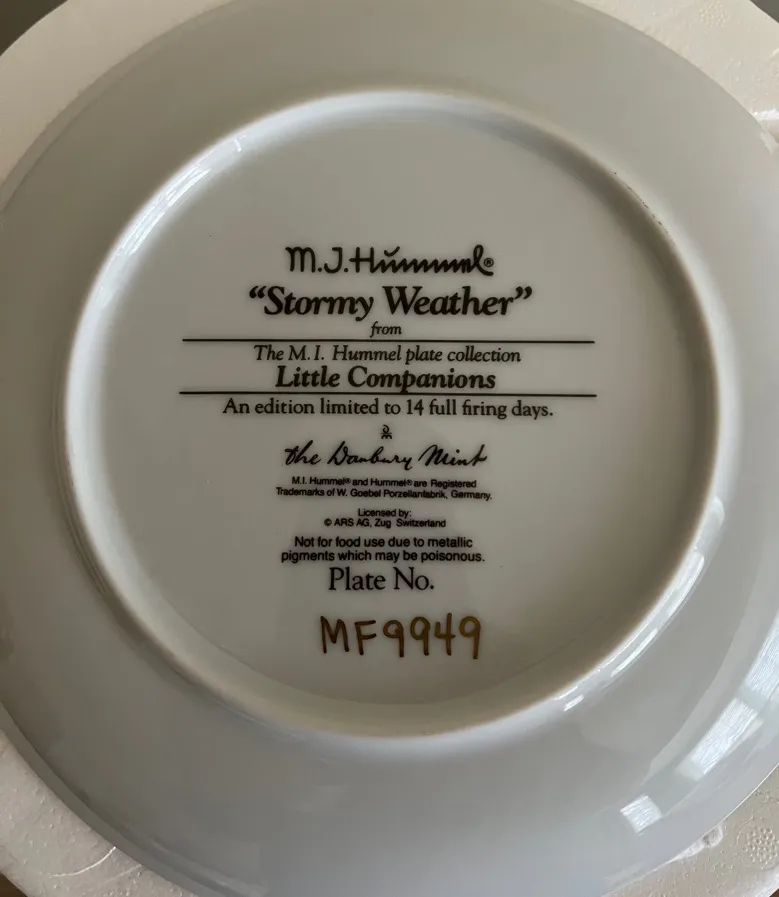 M.J.Hummel®
“Stormy Weather”
from
The M. I. Hummel plate collection
Little Companions
An edition limited to 14 full firing days.
the Danbury Mint
M.I. Hummel® and Hummel® are Registered
Trademarks of W. Goebel Porzellanfabrik, Germany.
Licensed by:
© ARS AG, Zug Switzerland
Not for food use due to metallic
pigments which may be poisonous.
Plate No.
MF9949